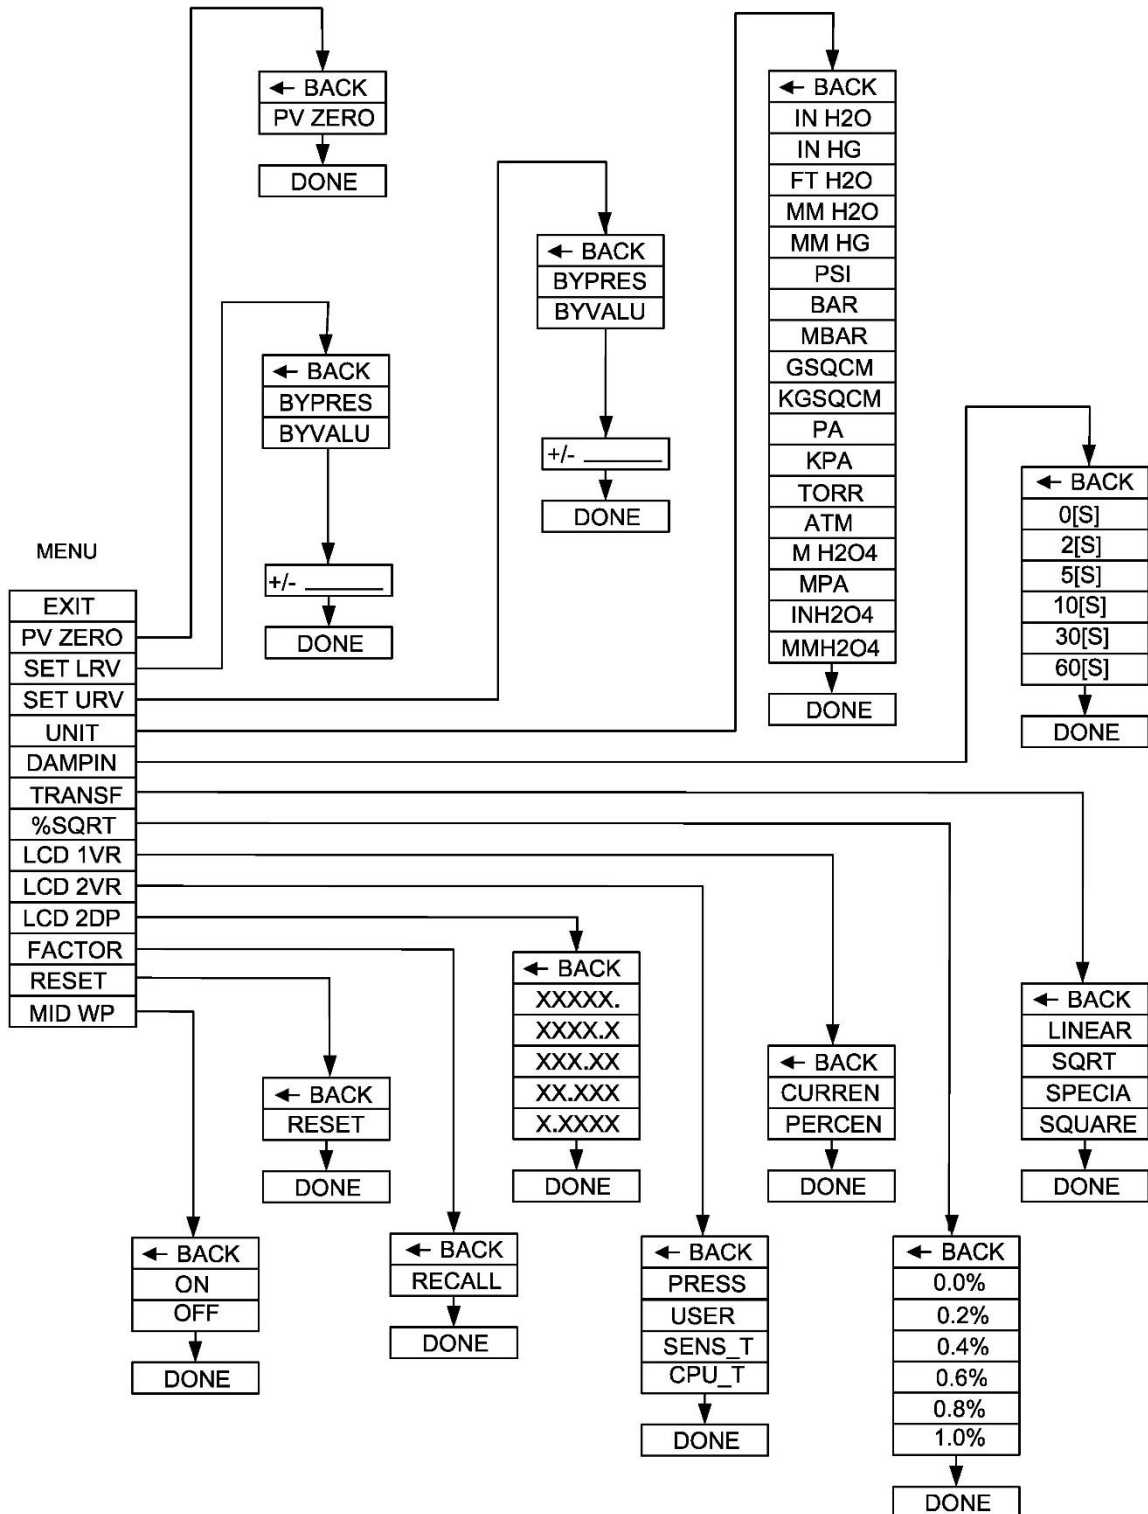 ← BACK
PV ZERO
DONE
← BACK
BYPRES
BYVALU
+/- ________
DONE
← BACK
BYPRES
BYVALU
+/- ________
DONE
← BACK
IN H2O
IN HG
FT H2O
MM H2O
MM HG
PSI
BAR
MBAR
GSQCM
KGSQCM
PA
KPA
TORR
ATM
M H2O4
MPA
INH2O4
MMH2O4
DONE
← BACK
0[S]
2[S]
5[S]
10[S]
30[S]
60[S]
DONE
MENU
EXIT
PV ZERO
SET LRV
SET URV
UNIT
DAMPIN
TRANSF
%SQRT
LCD 1VR
LCD 2VR
LCD 2DP
FACTOR
RESET
MID WP
← BACK
ON
OFF
DONE
← BACK
RESET
DONE
← BACK
RECALL
DONE
← BACK
XXXXX.
XXXX.X
XXX.XX
XX.XXX
X.XXXX
DONE
← BACK
PRESS
USER
SENS_T
CPU_T
DONE
← BACK
CURREN
PERCEN
DONE
← BACK
0.0%
0.2%
0.4%
0.6%
0.8%
1.0%
DONE
← BACK
LINEAR
SQRT
SPECIA
SQUARE
DONE